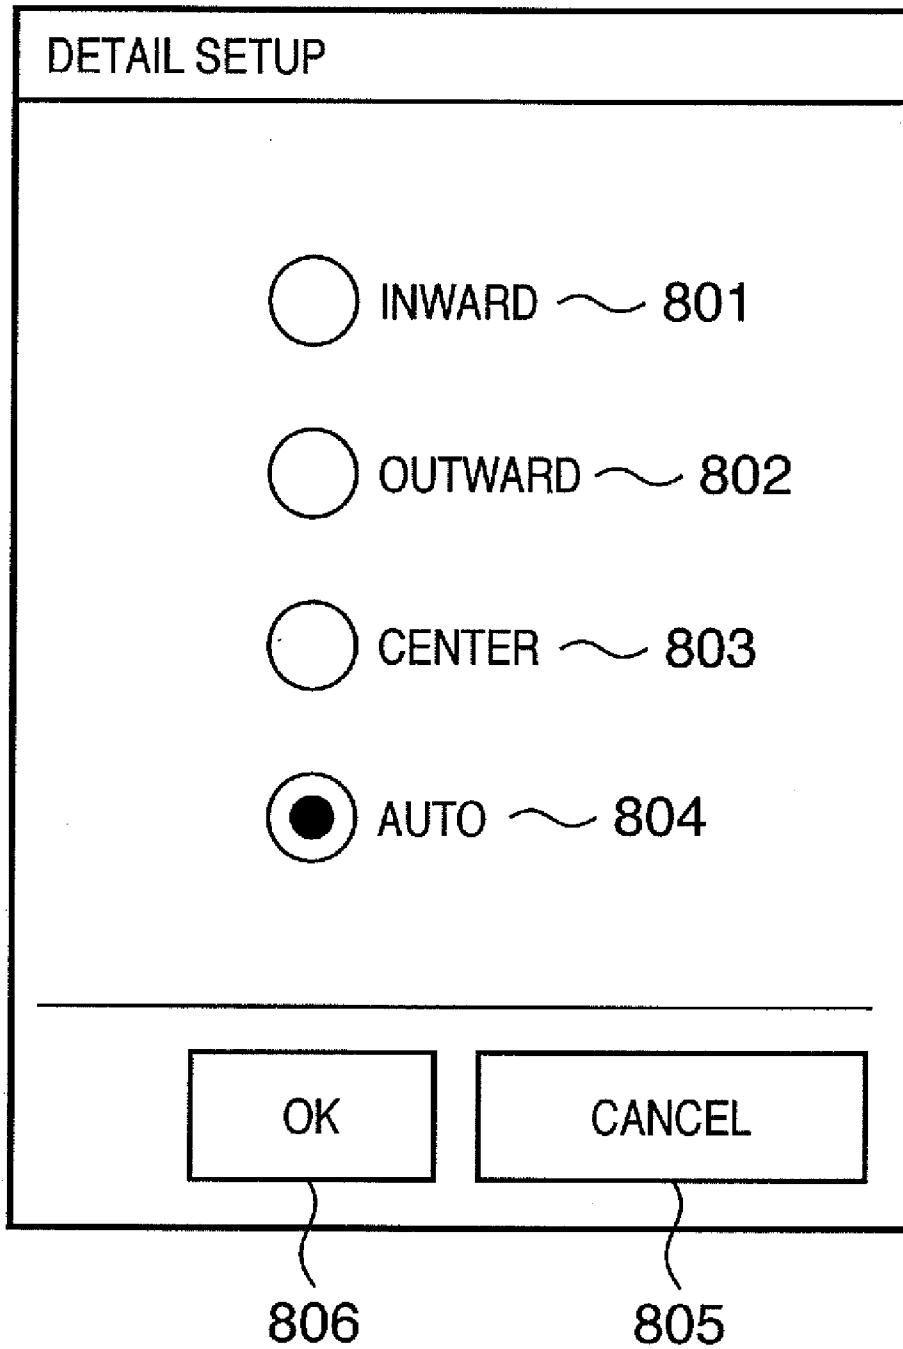 DETAIL SETUP
INWARD 801
OUTWARD 802
CENTER 803
AUTO 804
OK CANCEL
806 805